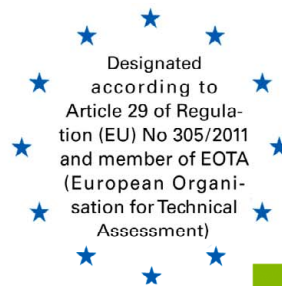 Designated
according to
Article 29 of Regula-
tion (EU) No 305/2011
and member of EOTA
(European Organi-
sation for Technical
Assessment)